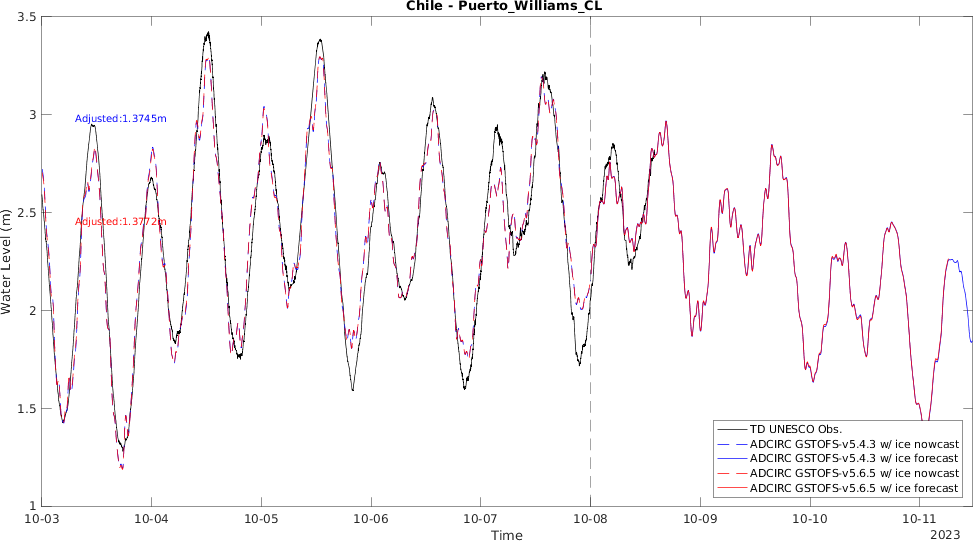 Chile - Puerto_Williams_CL
3.5
3
2.5
2
1.5
1
Water Level (m)
Adjusted:1.3745m
Adjusted:1.3772m
TD UNESCO Obs.
ADCIRC GSTOFS-v5.4.3 w/ ice nowcast
ADCIRC GSTOFS-v5.4.3 w/ ice forecast
ADCIRC GSTOFS-v5.6.5 w/ ice nowcast
ADCIRC GSTOFS-v5.6.5 w/ ice forecast
10-03 10-04 10-05 10-06 10-07 10-08 10-09 10-10 10-11
Time
2023